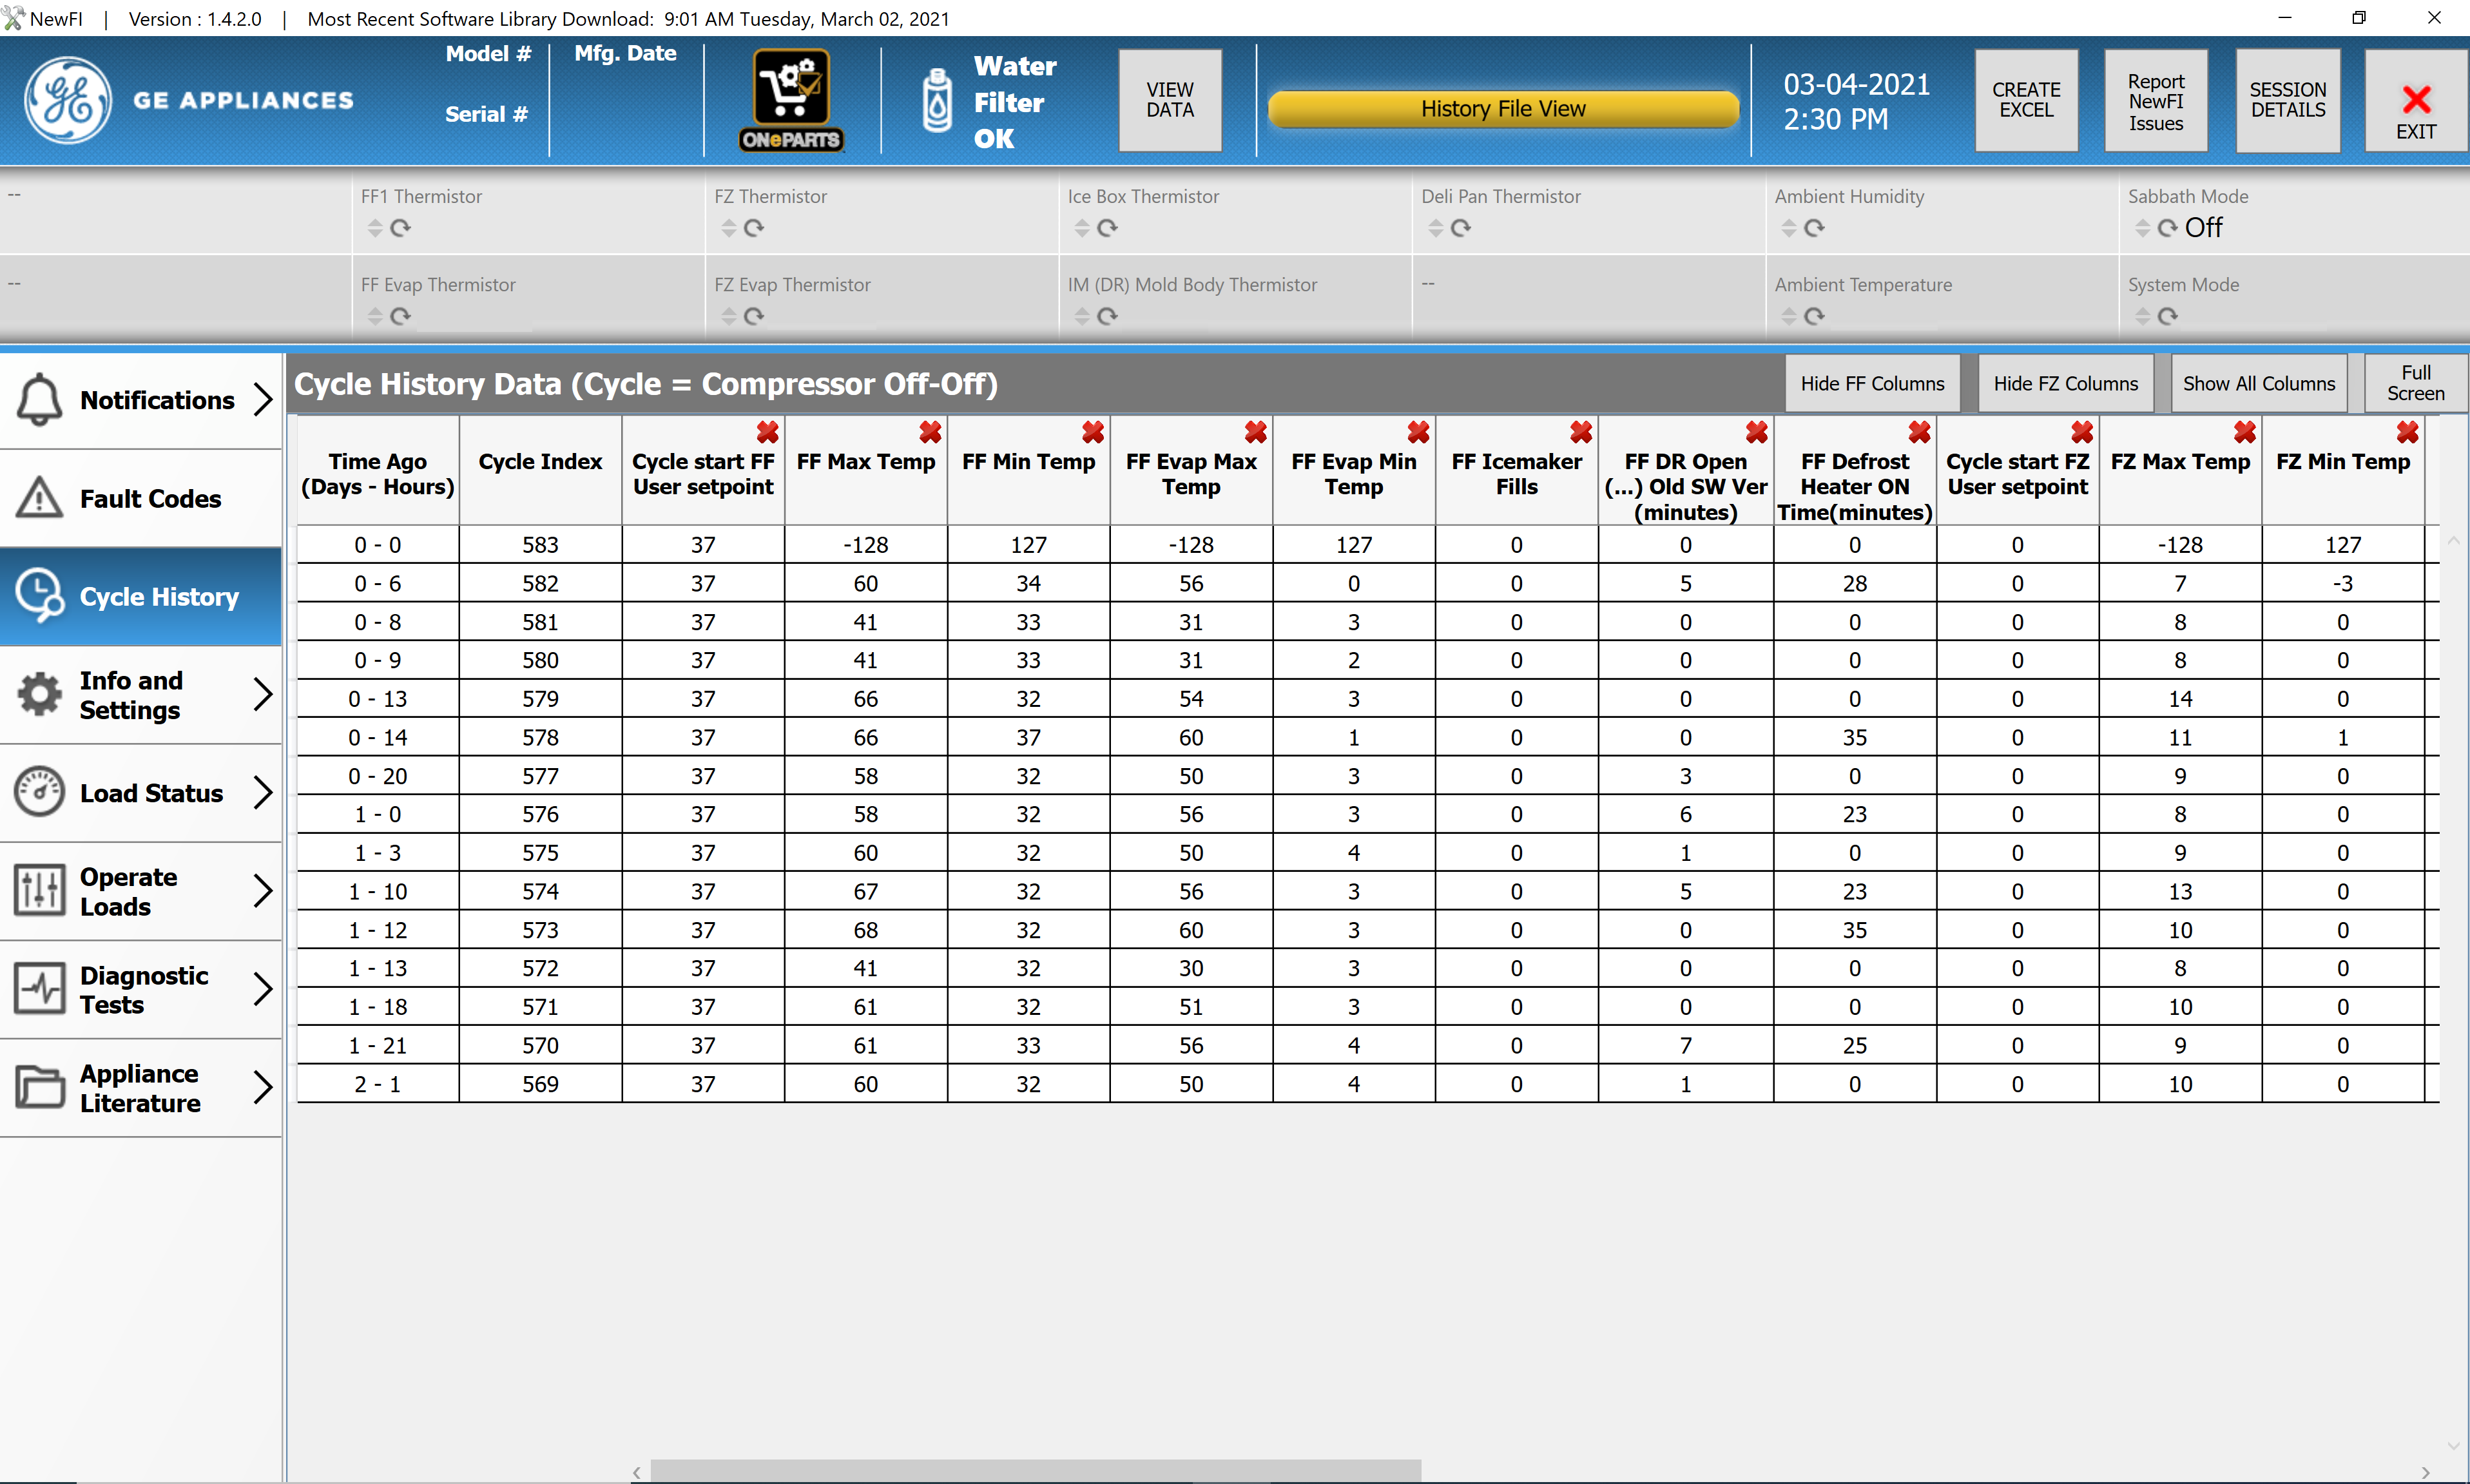 NewFI | Version : 1.4.2.0 | Most Recent Software Library Download: 9:01 AM Tuesday, March 02, 2021
GE APPLIANCES
Model #
Serial #
Mfg. Date
ONePARTS
Water
Filter
OK
VIEW
DATA
History File View
03-04-2021
2:30 PM
CREATE
EXCEL
Report
NewFI
Issues
SESSION
DETAILS
EXIT
-- FF1 Thermistor FZ Thermistor Ice Box Thermistor Deli Pan Thermistor Ambient Humidity Sabbath Mode
Off
-- FF Evap Thermistor FZ Evap Thermistor IM (DR) Mold Body Thermistor -- Ambient Temperature System Mode
Notifications
Fault Codes
Cycle History
Info and
Settings
Load Status
Operate
Loads
Diagnostic
Tests
Appliance
Literature
Cycle History Data (Cycle = Compressor Off-Off)
Hide FF Columns
Hide FZ Columns
Show All Columns
Full
Screen
Time Ago
(Days - Hours)
Cycle Index
Cycle start FF
User setpoint
FF Max Temp
FF Min Temp
FF Evap Max
Temp
FF Evap Min
Temp
FF Icemaker
Fills
FF DR Open
(...) Old SW Ver
(minutes)
FF Defrost
Heater ON
Time(minutes)
Cycle start FZ
User setpoint
FZ Max Temp
FZ Min Temp
0 - 0 583 37 -128 127 -128 127 0 0 0 0 -128 127
0 - 6 582 37 60 34 56 0 0 5 28 0 7 -3
0 - 8 581 37 41 33 31 3 0 0 0 0 8 0
0 - 9 580 37 41 33 31 2 0 0 0 0 8 0
0 - 13 579 37 66 32 54 3 0 0 0 0 14 0
0 - 14 578 37 66 37 60 1 0 0 35 0 11 1
0 - 20 577 37 58 32 50 3 0 3 0 0 9 0
1 - 0 576 37 58 32 56 3 0 6 23 0 8 0
1 - 3 575 37 60 32 50 4 0 1 0 0 9 0
1 - 10 574 37 67 32 56 3 0 5 23 0 13 0
1 - 12 573 37 68 32 60 3 0 0 35 0 10 0
1 - 13 572 37 41 32 30 3 0 0 0 0 8 0
1 - 18 571 37 61 32 51 3 0 0 0 0 10 0
1 - 21 570 37 61 33 56 4 0 7 25 0 9 0
2 - 1 569 37 60 32 50 4 0 1 0 0 10 0